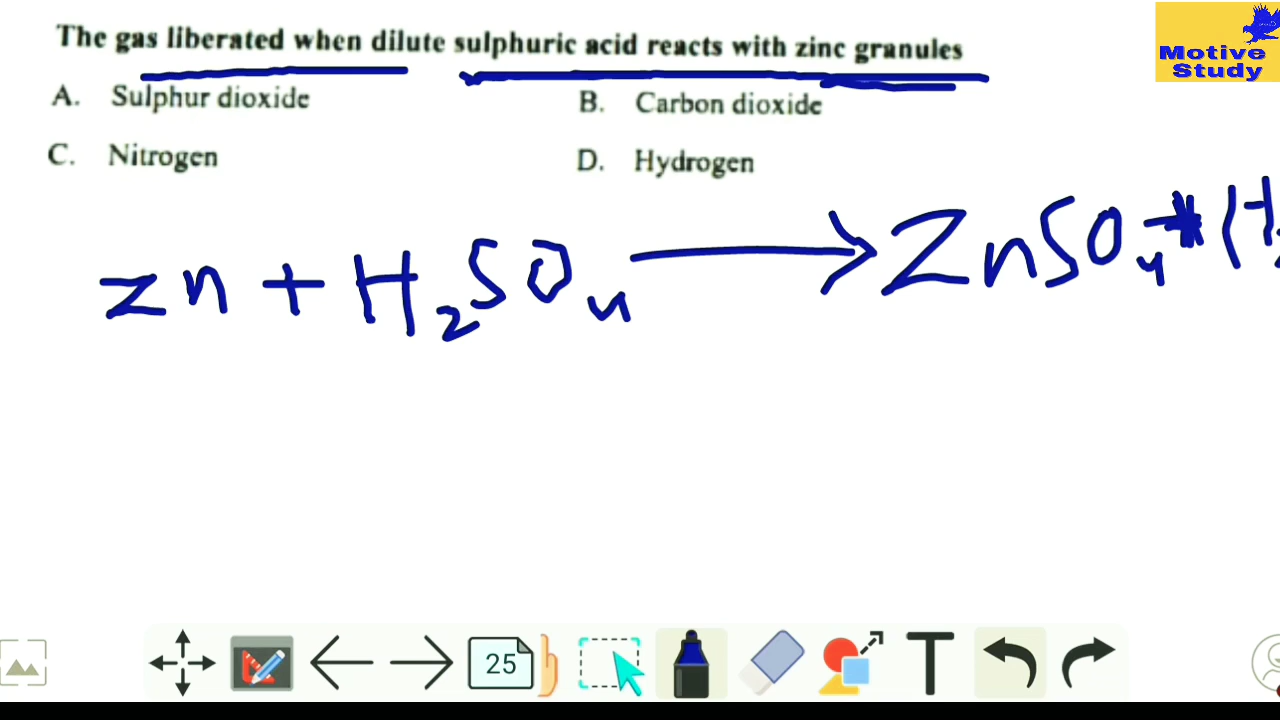 The gas liberated when dilute sulphuric acid reacts with zinc granules
Motive
Study
A. Sulphur dioxide
B. Carbon dioxide
C. Nitrogen
D. Hydrogen
zn + H₂SO₄ → ZnSO₄ + H₂
25
T